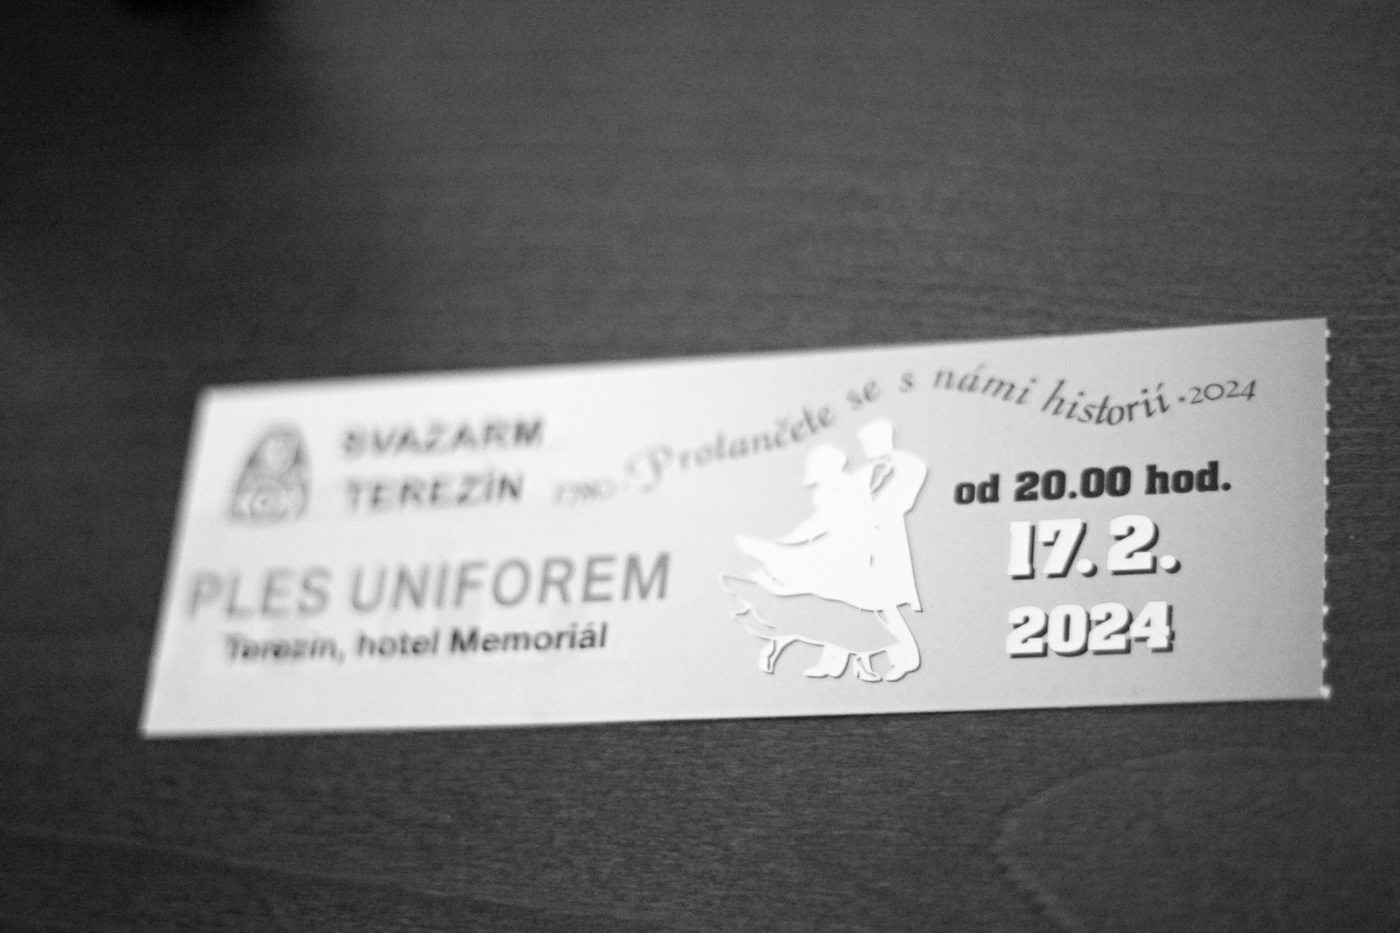 SVAZARM
TEREZÍN
1780 · Protančete se s námi historií · 2024
PLES UNIFOREM
Terezín, hotel Memoriál
od 20.00 hod.
17. 2.
2024